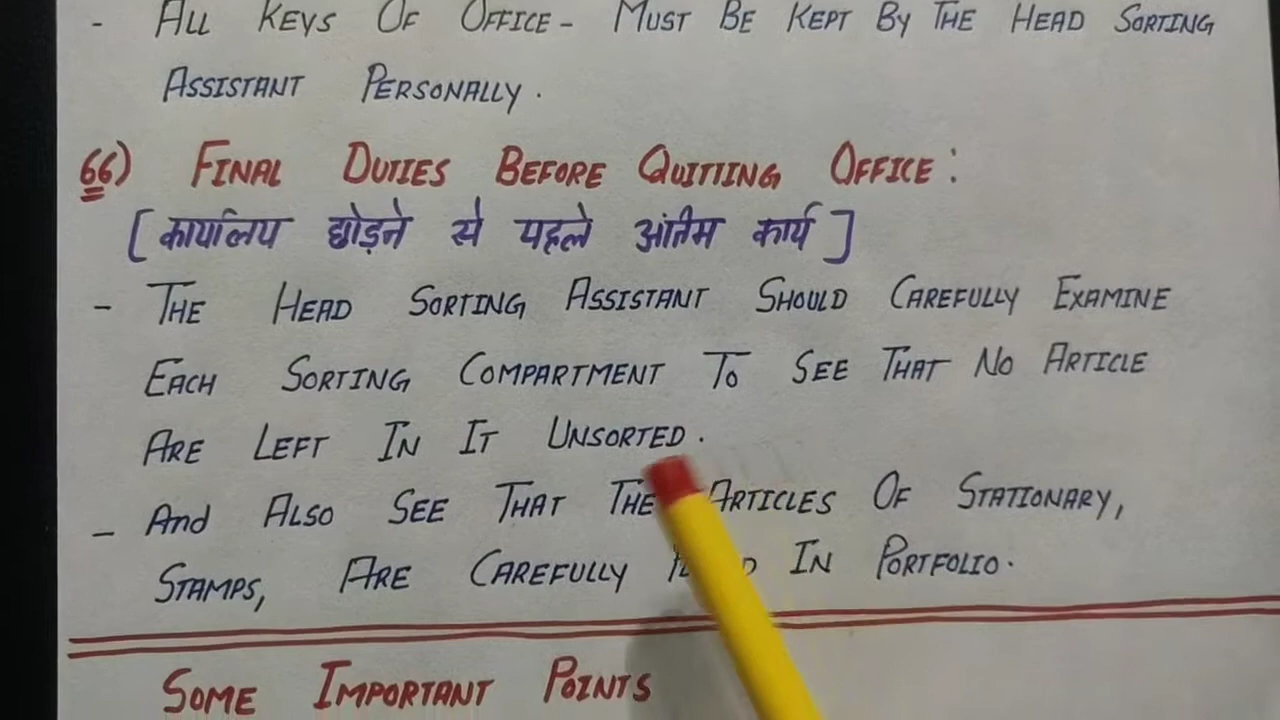 - ALL KEYS OF OFFICE - MUST BE KEPT BY THE HEAD SORTING
ASSISTANT PERSONALLY.
66) FINAL DUTIES BEFORE QUITTING OFFICE:
[कार्यालय छोड़ने से पहले अंतिम कार्य]
- THE HEAD SORTING ASSISTANT SHOULD CAREFULLY EXAMINE
EACH SORTING COMPARTMENT TO SEE THAT NO ARTICLE
ARE LEFT IN IT UNSORTED.
- And ALSO SEE THAT THE ARTICLES OF STATIONARY,
STAMPS, ARE CAREFULLY IN PORTFOLIO.
SOME IMPORTANT POINTS